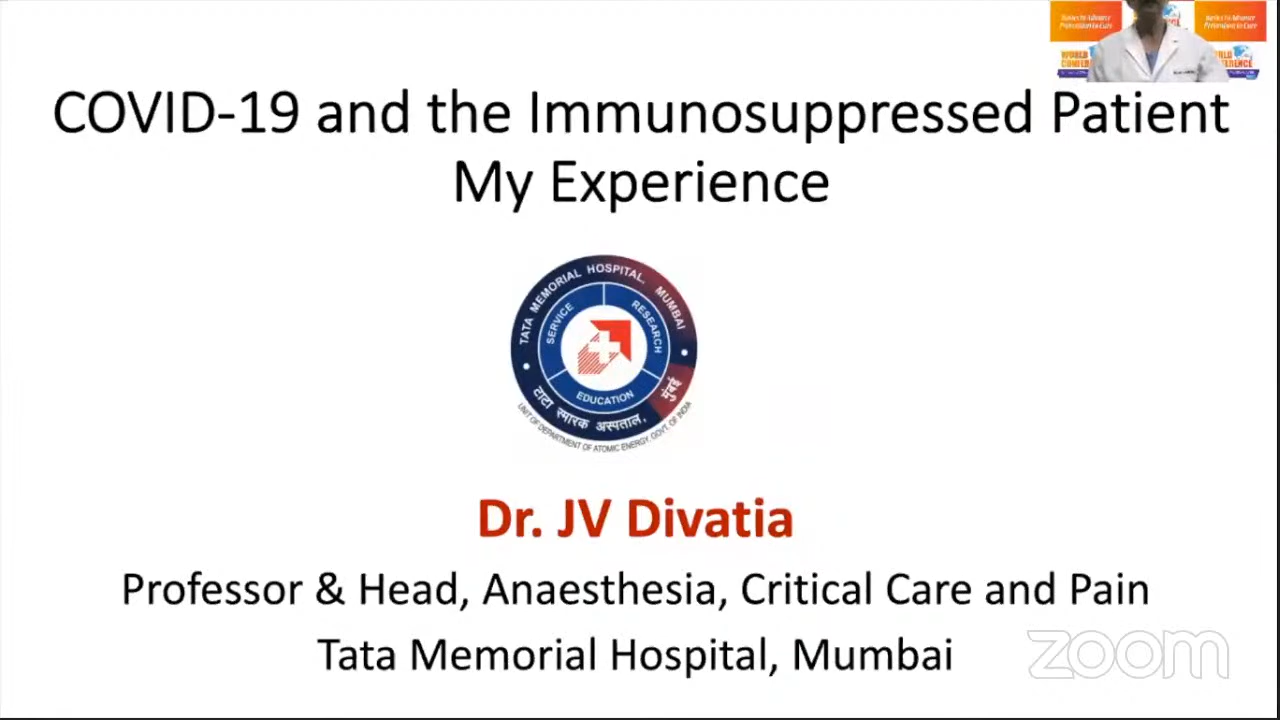 COVID-19 and the Immunosuppressed Patient
My Experience
TATA MEMORIAL HOSPITAL, MUMBAI
SERVICE
RESEARCH
EDUCATION
टाटा स्मारक अस्पताल, मुंबई
UNIT OF DEPARTMENT OF ATOMIC ENERGY, GOVT. OF INDIA
Dr. JV Divatia
Professor & Head, Anaesthesia, Critical Care and Pain
Tata Memorial Hospital, Mumbai
zoom